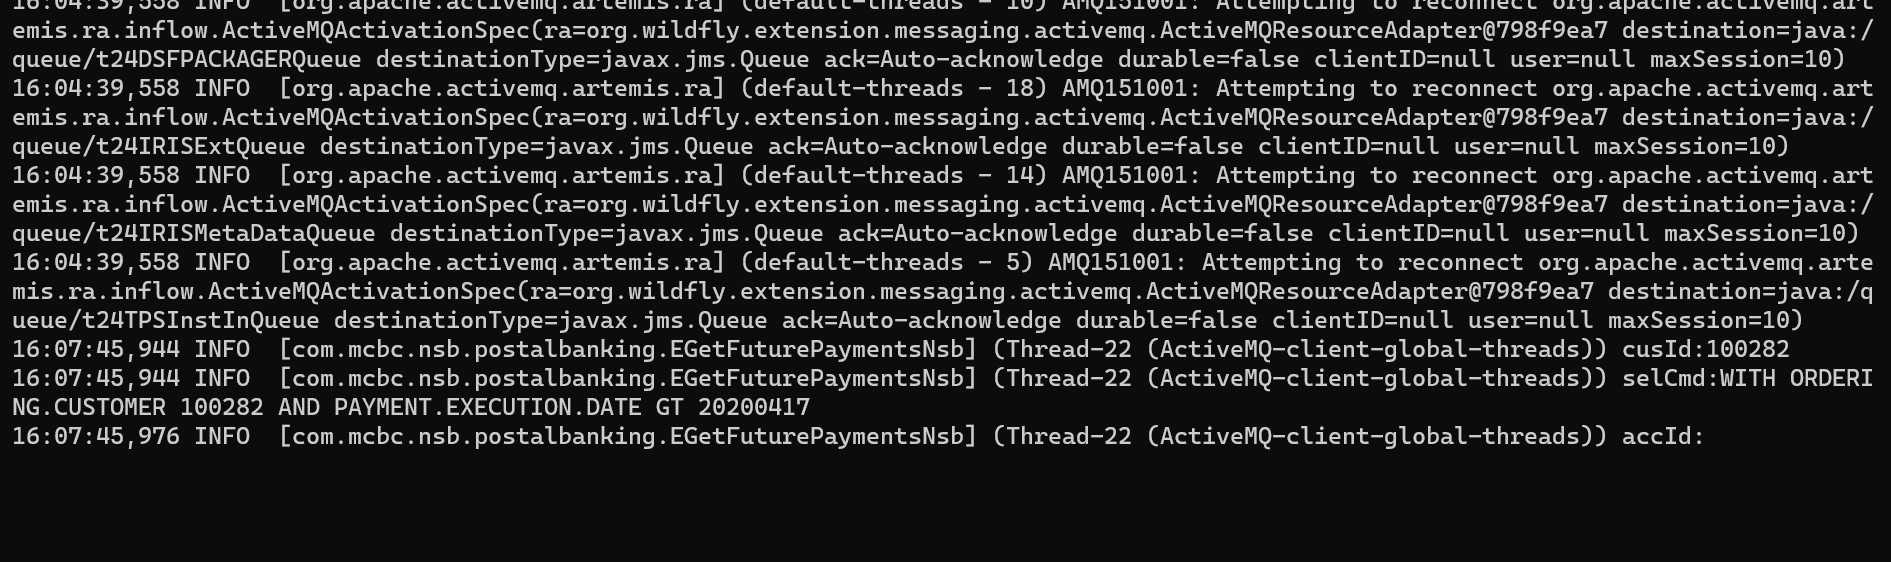 16:04:39,558 INFO  [org.apache.activemq.artemis.ra] (default-threads - 10) AMQ151001: Attempting to reconnect org.apache.activemq.art
emis.ra.inflow.ActiveMQActivationSpec(ra=org.wildfly.extension.messaging.activemq.ActiveMQResourceAdapter@798f9ea7 destination=java:/
queue/t24DSFPACKAGERQueue destinationType=javax.jms.Queue ack=Auto-acknowledge durable=false clientID=null user=null maxSession=10)
16:04:39,558 INFO  [org.apache.activemq.artemis.ra] (default-threads - 18) AMQ151001: Attempting to reconnect org.apache.activemq.art
emis.ra.inflow.ActiveMQActivationSpec(ra=org.wildfly.extension.messaging.activemq.ActiveMQResourceAdapter@798f9ea7 destination=java:/
queue/t24IRISExtQueue destinationType=javax.jms.Queue ack=Auto-acknowledge durable=false clientID=null user=null maxSession=10)
16:04:39,558 INFO  [org.apache.activemq.artemis.ra] (default-threads - 14) AMQ151001: Attempting to reconnect org.apache.activemq.art
emis.ra.inflow.ActiveMQActivationSpec(ra=org.wildfly.extension.messaging.activemq.ActiveMQResourceAdapter@798f9ea7 destination=java:/
queue/t24IRISMetaDataQueue destinationType=javax.jms.Queue ack=Auto-acknowledge durable=false clientID=null user=null maxSession=10)
16:04:39,558 INFO  [org.apache.activemq.artemis.ra] (default-threads - 5) AMQ151001: Attempting to reconnect org.apache.activemq.arte
mis.ra.inflow.ActiveMQActivationSpec(ra=org.wildfly.extension.messaging.activemq.ActiveMQResourceAdapter@798f9ea7 destination=java:/q
ueue/t24TPSInstInQueue destinationType=javax.jms.Queue ack=Auto-acknowledge durable=false clientID=null user=null maxSession=10)
16:07:45,944 INFO  [com.mcbc.nsb.postalbanking.EGetFuturePaymentsNsb] (Thread-22 (ActiveMQ-client-global-threads)) cusId:100282
16:07:45,944 INFO  [com.mcbc.nsb.postalbanking.EGetFuturePaymentsNsb] (Thread-22 (ActiveMQ-client-global-threads)) selCmd:WITH ORDERI
NG.CUSTOMER 100282 AND PAYMENT.EXECUTION.DATE GT 20200417
16:07:45,976 INFO  [com.mcbc.nsb.postalbanking.EGetFuturePaymentsNsb] (Thread-22 (ActiveMQ-client-global-threads)) accId: